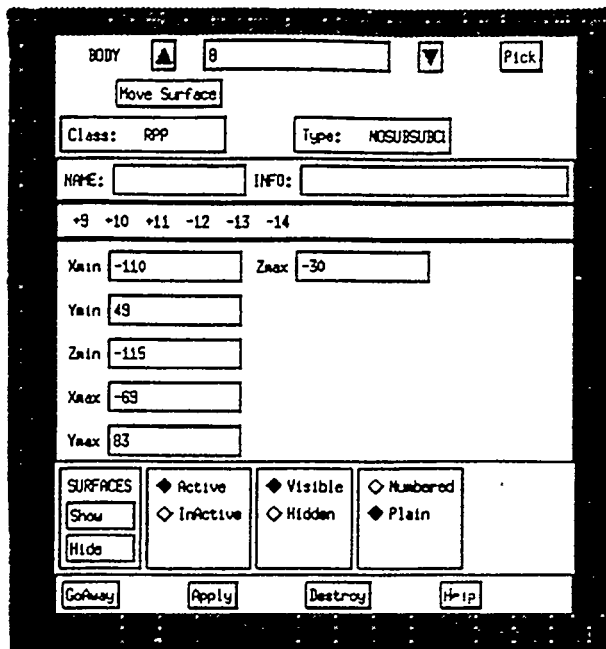 BODY 8 Pick
Move Surface
Class: RPP Type: NOSUBSUBCl
NAME: INFO:
+9 +10 +11 -12 -13 -14
Xmin -110 Zmax -30
Ymin 49
Zmin -115
Xmax -69
Ymax 83
SURFACES Active Visible Numbered
Show InActive Hidden Plain
Hide
GoAway Apply Destroy Help